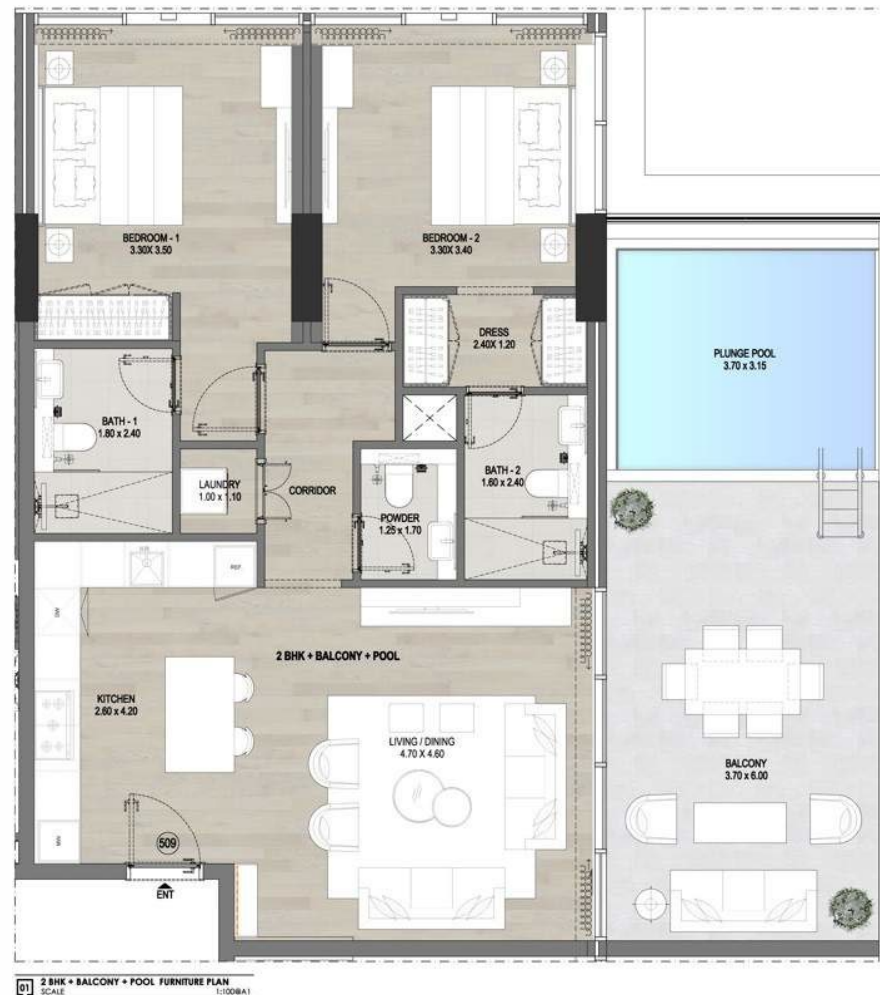 BEDROOM - 1
3.30X 3.50
BEDROOM - 2
3.30X 3.40
DRESS
2.40X 1.20
PLUNGE POOL
3.70 x 3.15
BATH - 1
1.80 x 2.40
LAUNDRY
1.00 x 1.10
CORRIDOR
POWDER
1.25 x 1.70
BATH - 2
1.60 x 2.40
REF
DW
2 BHK + BALCONY + POOL
KITCHEN
2.60 x 4.20
LIVING / DINING
4.70 X 4.60
BALCONY
3.70 x 6.00
MW
509
ENT
01 2 BHK + BALCONY + POOL FURNITURE PLAN
SCALE 1:100@A1